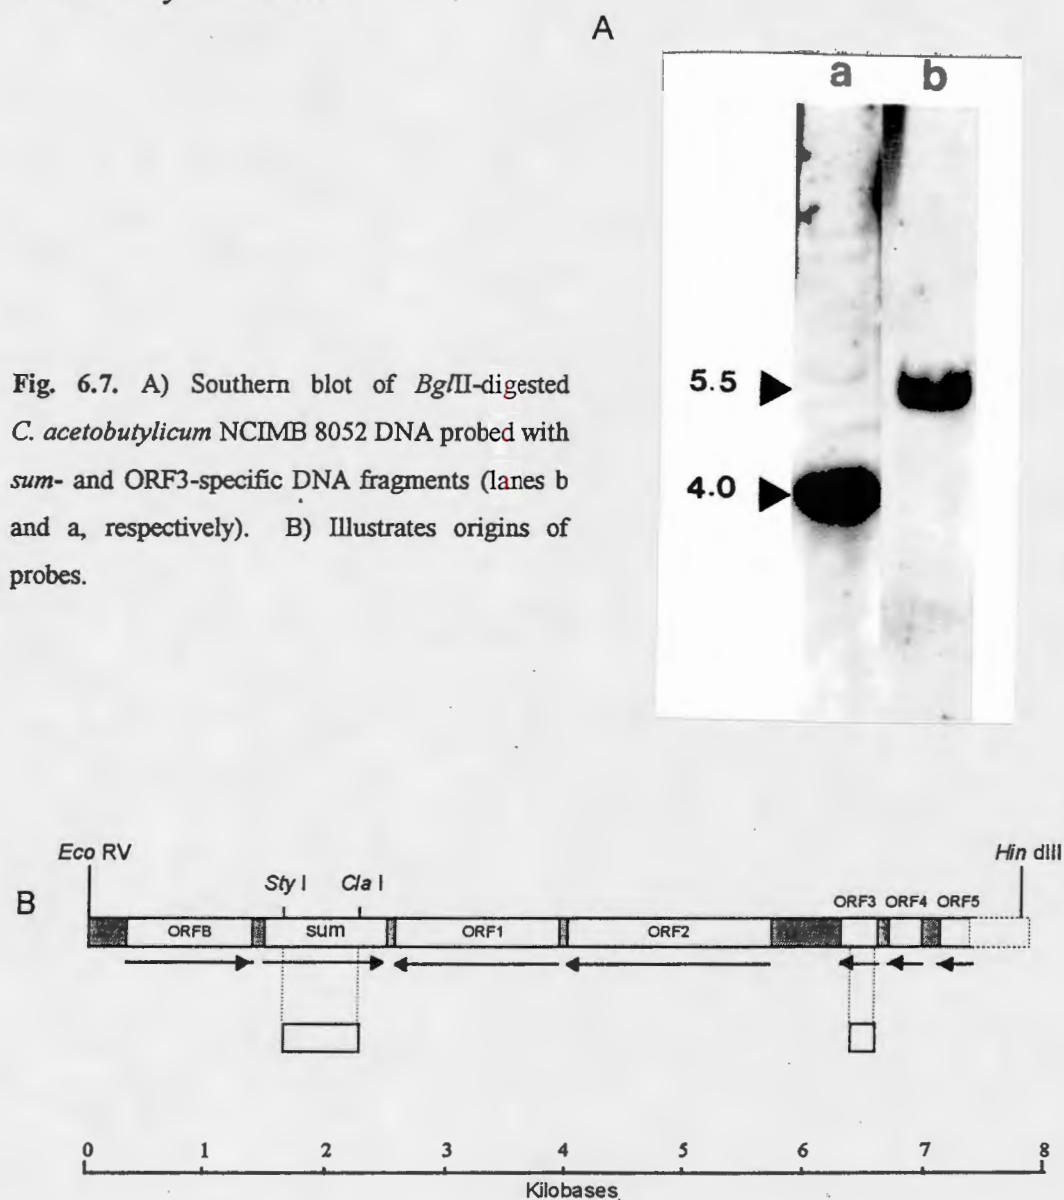 A
a b
5.5
4.0
Fig. 6.7. A) Southern blot of BglII-digested
C. acetobutylicum NCIMB 8052 DNA probed with
sum- and ORF3-specific DNA fragments (lanes b
and a, respectively). B) Illustrates origins of
probes.
B
Eco RV
Sty I
Cla I
Hin dIII
ORF3 ORF4 ORF5
ORFB
sum
ORF1
ORF2
0 1 2 3 4 5 6 7 8
Kilobases